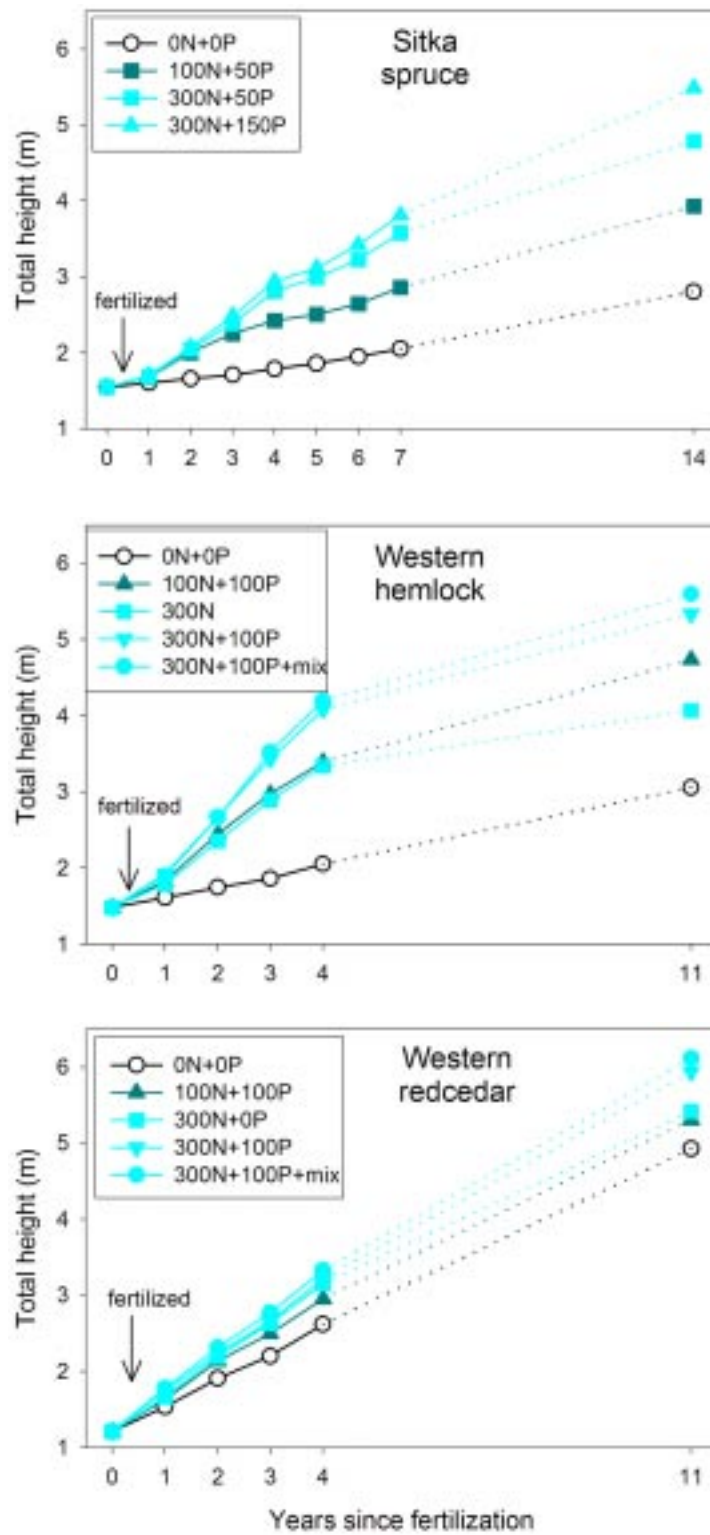 Sitka
spruce
0N+0P
100N+50P
300N+50P
300N+150P
6
5
4
3
2
1
Total height (m)
fertilized
0 1 2 3 4 5 6 7 14
Western
hemlock
0N+0P
100N+100P
300N
300N+100P
300N+100P+mix
6
5
4
3
2
1
Total height (m)
fertilized
0 1 2 3 4 11
Western
redcedar
0N+0P
100N+100P
300N+0P
300N+100P
300N+100P+mix
6
5
4
3
2
1
Total height (m)
fertilized
0 1 2 3 4 11
Years since fertilization